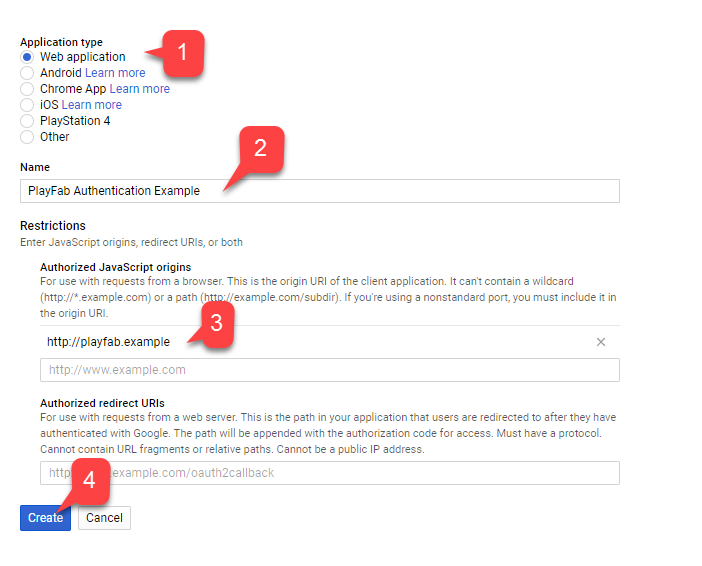 Application type
Web application
1
Android Learn more
Chrome App Learn more
iOS Learn more
PlayStation 4
Other
2
Name
PlayFab Authentication Example
Restrictions
Enter JavaScript origins, redirect URIs, or both
Authorized JavaScript origins
For use with requests from a browser. This is the origin URI of the client application. It can't contain a wildcard
(http://*.example.com) or a path (http://example.com/subdir). If you're using a nonstandard port, you must include it in
the origin URI.
3
http://playfab.example
http://www.example.com
Authorized redirect URIs
For use with requests from a web server. This is the path in your application that users are redirected to after they have
authenticated with Google. The path will be appended with the authorization code for access. Must have a protocol.
Cannot contain URL fragments or relative paths. Cannot be a public IP address.
4
example.com/oauth2callback
Create Cancel